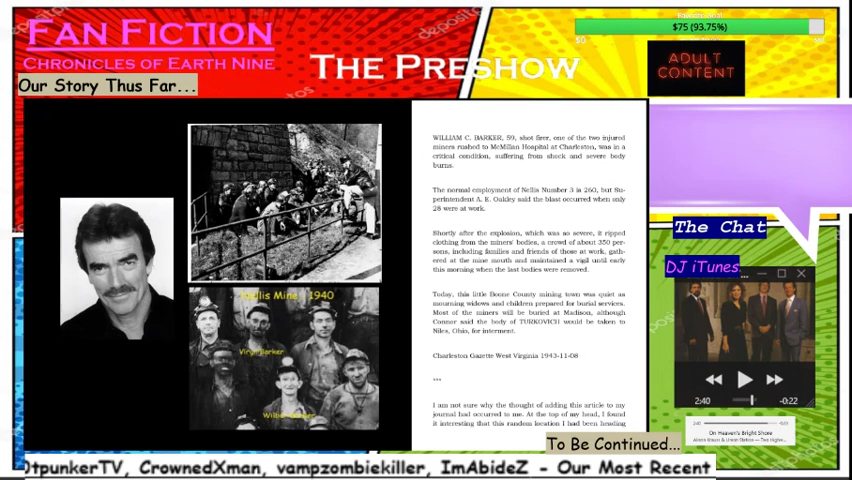 FAN FICTION
CHRONICLES OF EARTH NINE
THE PRESHOW
$75 (93.75%)
$0
ADULT
CONTENT
Our Story Thus Far...
WILLIAM C. BARKER, 59, shot firer, one of the two injured
miners rushed to McMillan Hospital at Charleston, was in a
critical condition, suffering from shock and severe body
burns.
The normal employment of Nellis Number 3 is 260, but Su-
perintendent A. E. Oakley said the blast occurred when only
28 were at work.
Shortly after the explosion, which was so severe, it ripped
clothing from the miners' bodies, a crowd of about 350 per-
sons, including families and friends of those at work, gath-
ered at the mine mouth and maintained a vigil until early
this morning when the last bodies were removed.
Today, this little Boone County mining town was quiet as
mourning widows and children prepared for burial services.
Most of the miners will be buried at Madison, although
Connor said the body of TURKOVICH would be taken to
Niles, Ohio, for interment.
Charleston Gazette West Virginia 1943-11-08
***
I am not sure why the thought of adding this article to my
journal had occurred to me. At the top of my head, I found
it interesting that this random location I had been heading
Nellis Mine - 1940
Virgil Barker
The Chat
DJ iTunes
2:40
-0:22
On Heaven's Bright Shore
To Be Continued...
OtpunkerTV, CrownedXman, vampzombiekiller, ImAbideZ - Our Most Recent